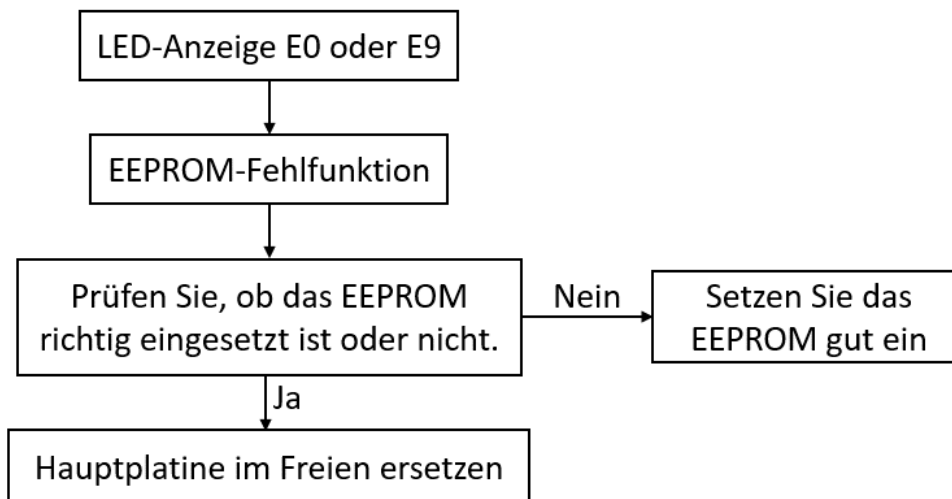 LED-Anzeige E0 oder E9
EEPROM-Fehlfunktion
Prüfen Sie, ob das EEPROM
richtig eingesetzt ist oder nicht.
Nein
Setzen Sie das
EEPROM gut ein
Ja
Hauptplatine im Freien ersetzen